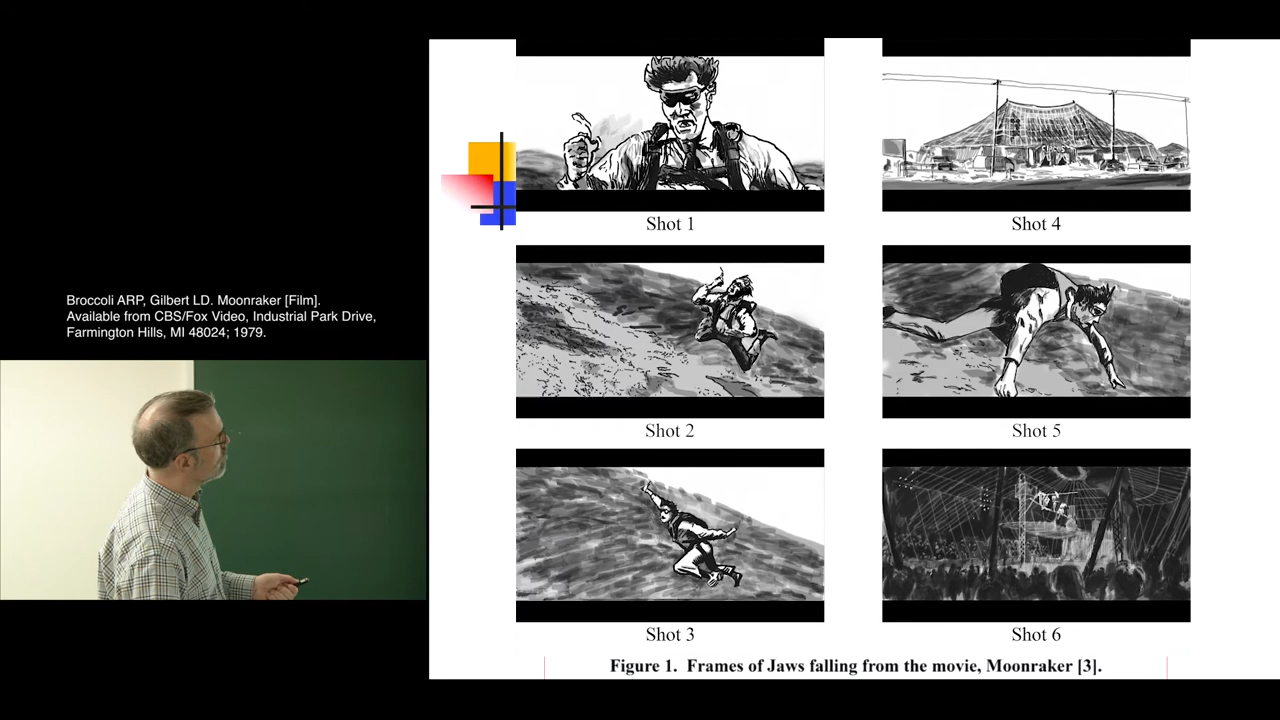 Broccoli ARP, Gilbert LD. Moonraker [Film].
Available from CBS/Fox Video, Industrial Park Drive,
Farmington Hills, MI 48024; 1979.
Shot 1
Shot 4
Shot 2
Shot 5
Shot 3
Shot 6
Figure 1. Frames of Jaws falling from the movie, Moonraker [3].